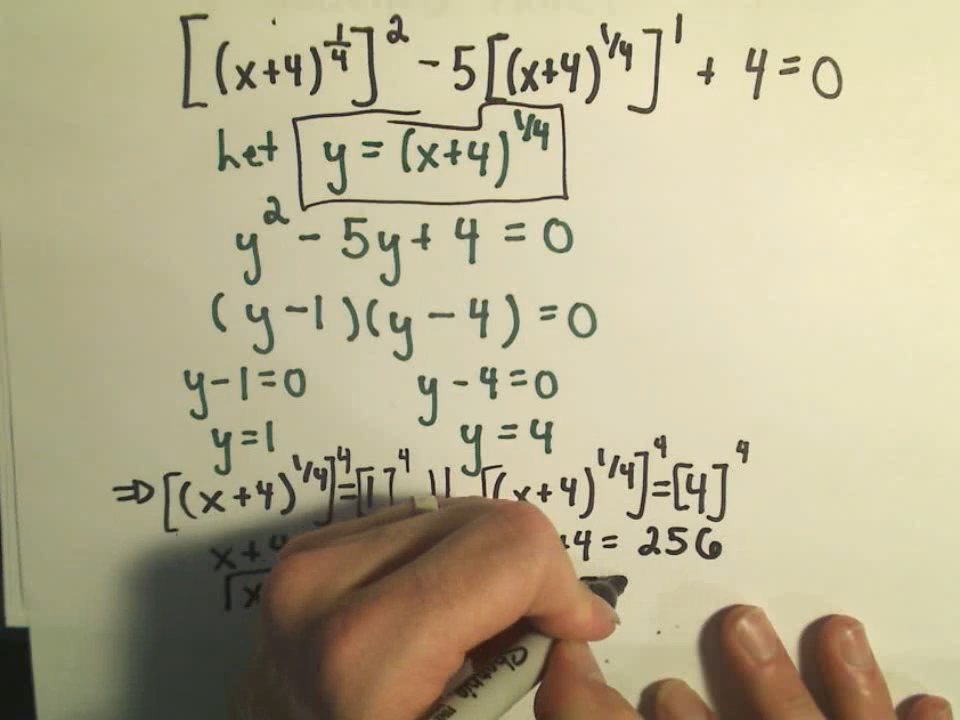 [(x+4)^{1/4}]^2 - 5[(x+4)^{1/4}]^1 + 4 = 0
Let y = (x+4)^{1/4}
y^2 - 5y + 4 = 0
(y - 1)(y - 4) = 0
y - 1 = 0 y - 4 = 0
y = 1 y = 4
⇒ [(x+4)^{1/4}]^4 = [1]^4 [(x+4)^{1/4}]^4 = [4]^4
x + 4 +4 = 256
x